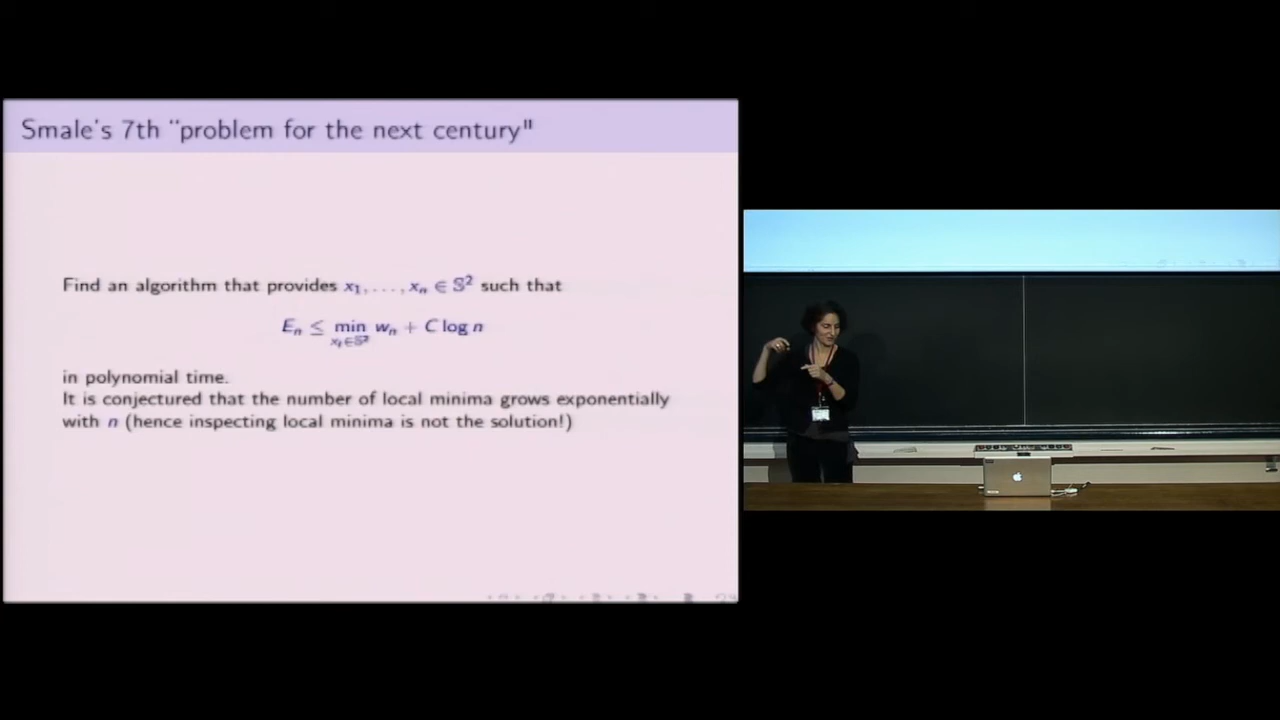 Smale's 7th "problem for the next century"
Find an algorithm that provides x₁, . . . , xₙ ∈ 𝕊² such that
Eₙ ≤ min wₙ + C log n
xᵢ∈𝕊²
in polynomial time.
It is conjectured that the number of local minima grows exponentially
with n (hence inspecting local minima is not the solution!)